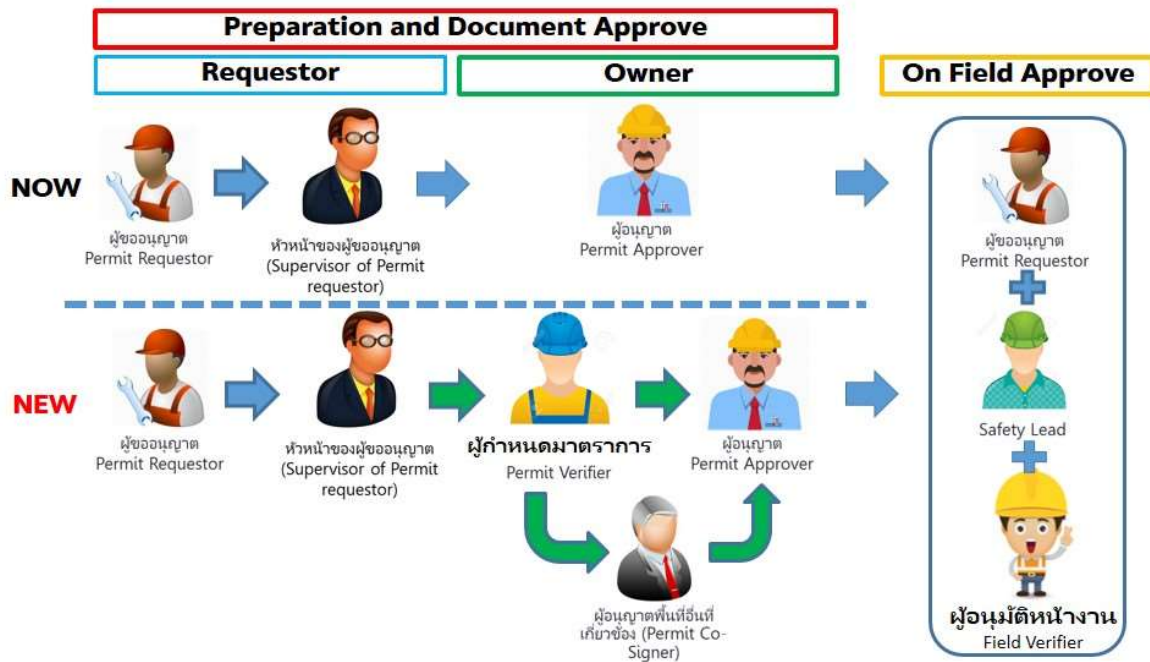 Preparation and Document Approve
Requestor
Owner
On Field Approve
NOW
ผู้ขออนุญาต
Permit Requestor
หัวหน้าของผู้ขออนุญาต
(Supervisor of Permit
requestor)
ผู้อนุญาต
Permit Approver
ผู้ขออนุญาต
Permit Requestor
NEW
ผู้ขออนุญาต
Permit Requestor
หัวหน้าของผู้ขออนุญาต
(Supervisor of Permit
requestor)
ผู้กำหนดมาตราการ
Permit Verifier
ผู้อนุญาต
Permit Approver
ผู้อนุญาตพื้นที่อื่นที่
เกี่ยวข้อง (Permit Co-
Signer)
Safety Lead
ผู้อนุมัติหน้างาน
Field Verifier